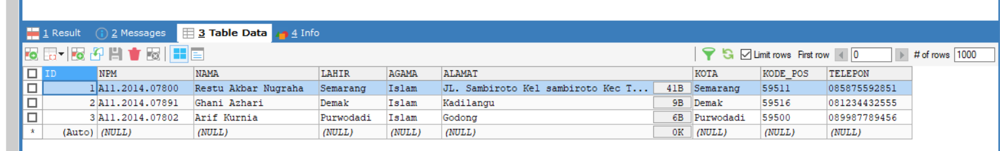 1 Result 2 Messages 3 Table Data 4 Info
Limit rows First row 0 # of rows 1000
ID NPM NAMA LAHIR AGAMA ALAMAT KOTA KODE_POS TELEPON
1 A11.2014.07800 Restu Akbar Nugraha Semarang Islam JL. Sambiroto Kel sambiroto Kec T... 41B Semarang 59511 085875592851
2 A11.2014.07891 Ghani Azhari Demak Islam Kadilangu 9B Demak 59516 081234432555
3 A11.2014.07802 Arif Kurnia Purwodadi Islam Godong 6B Purwodadi 59500 089987789456
* (Auto) (NULL) (NULL) (NULL) (NULL) (NULL) 0K (NULL) (NULL) (NULL)